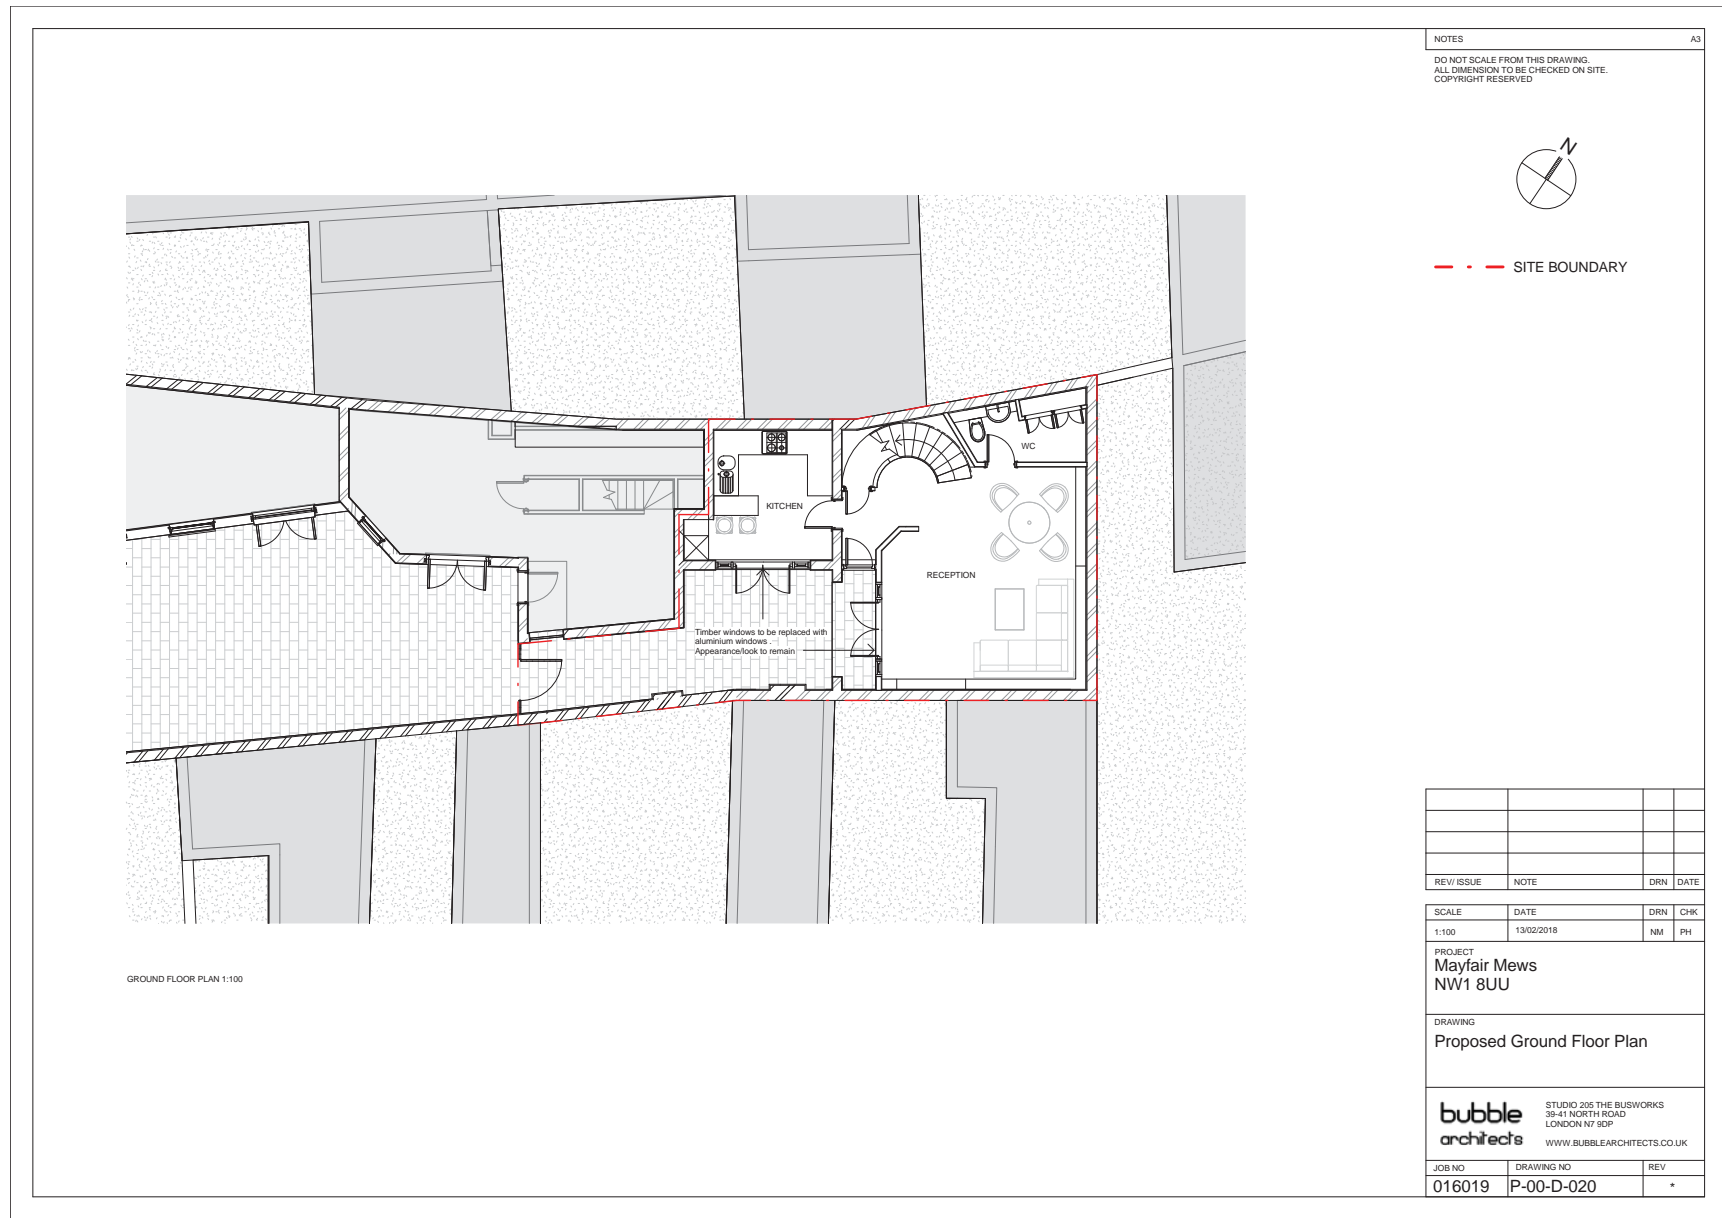 NOTES
A3
DO NOT SCALE FROM THIS DRAWING.
ALL DIMENSION TO BE CHECKED ON SITE.
COPYRIGHT RESERVED
N
SITE BOUNDARY
WC
KITCHEN
RECEPTION
Timber windows to be replaced with
aluminium windows .
Appearance/look to remain
GROUND FLOOR PLAN 1:100
REV/ ISSUE NOTE DRN DATE
SCALE DATE DRN CHK
1:100 13/02/2018 NM PH
PROJECT
Mayfair Mews
NW1 8UU
DRAWING
Proposed Ground Floor Plan
bubble
architects
STUDIO 205 THE BUSWORKS
39-41 NORTH ROAD
LONDON N7 9DP
WWW.BUBBLEARCHITECTS.CO.UK
JOB NO DRAWING NO REV
016019 P-00-D-020 *